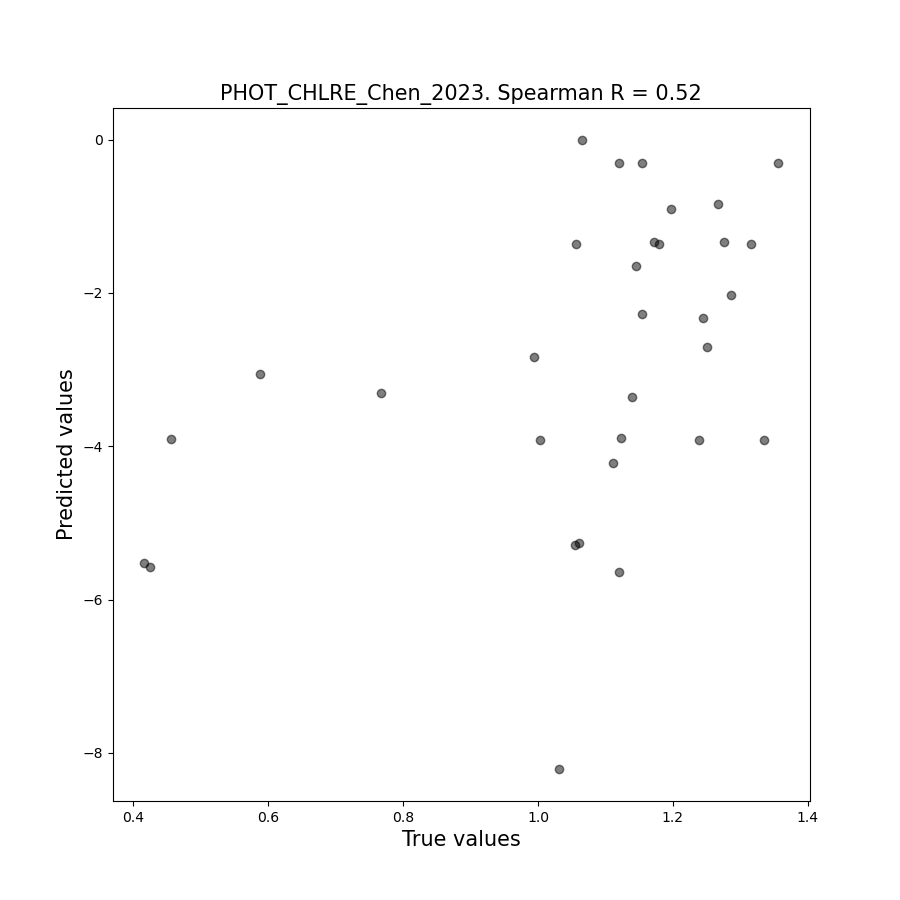 PHOT_CHLRE_Chen_2023. Spearman R = 0.52
0
−2
−4
−6
−8
Predicted values
0.4 0.6 0.8 1.0 1.2 1.4
True values